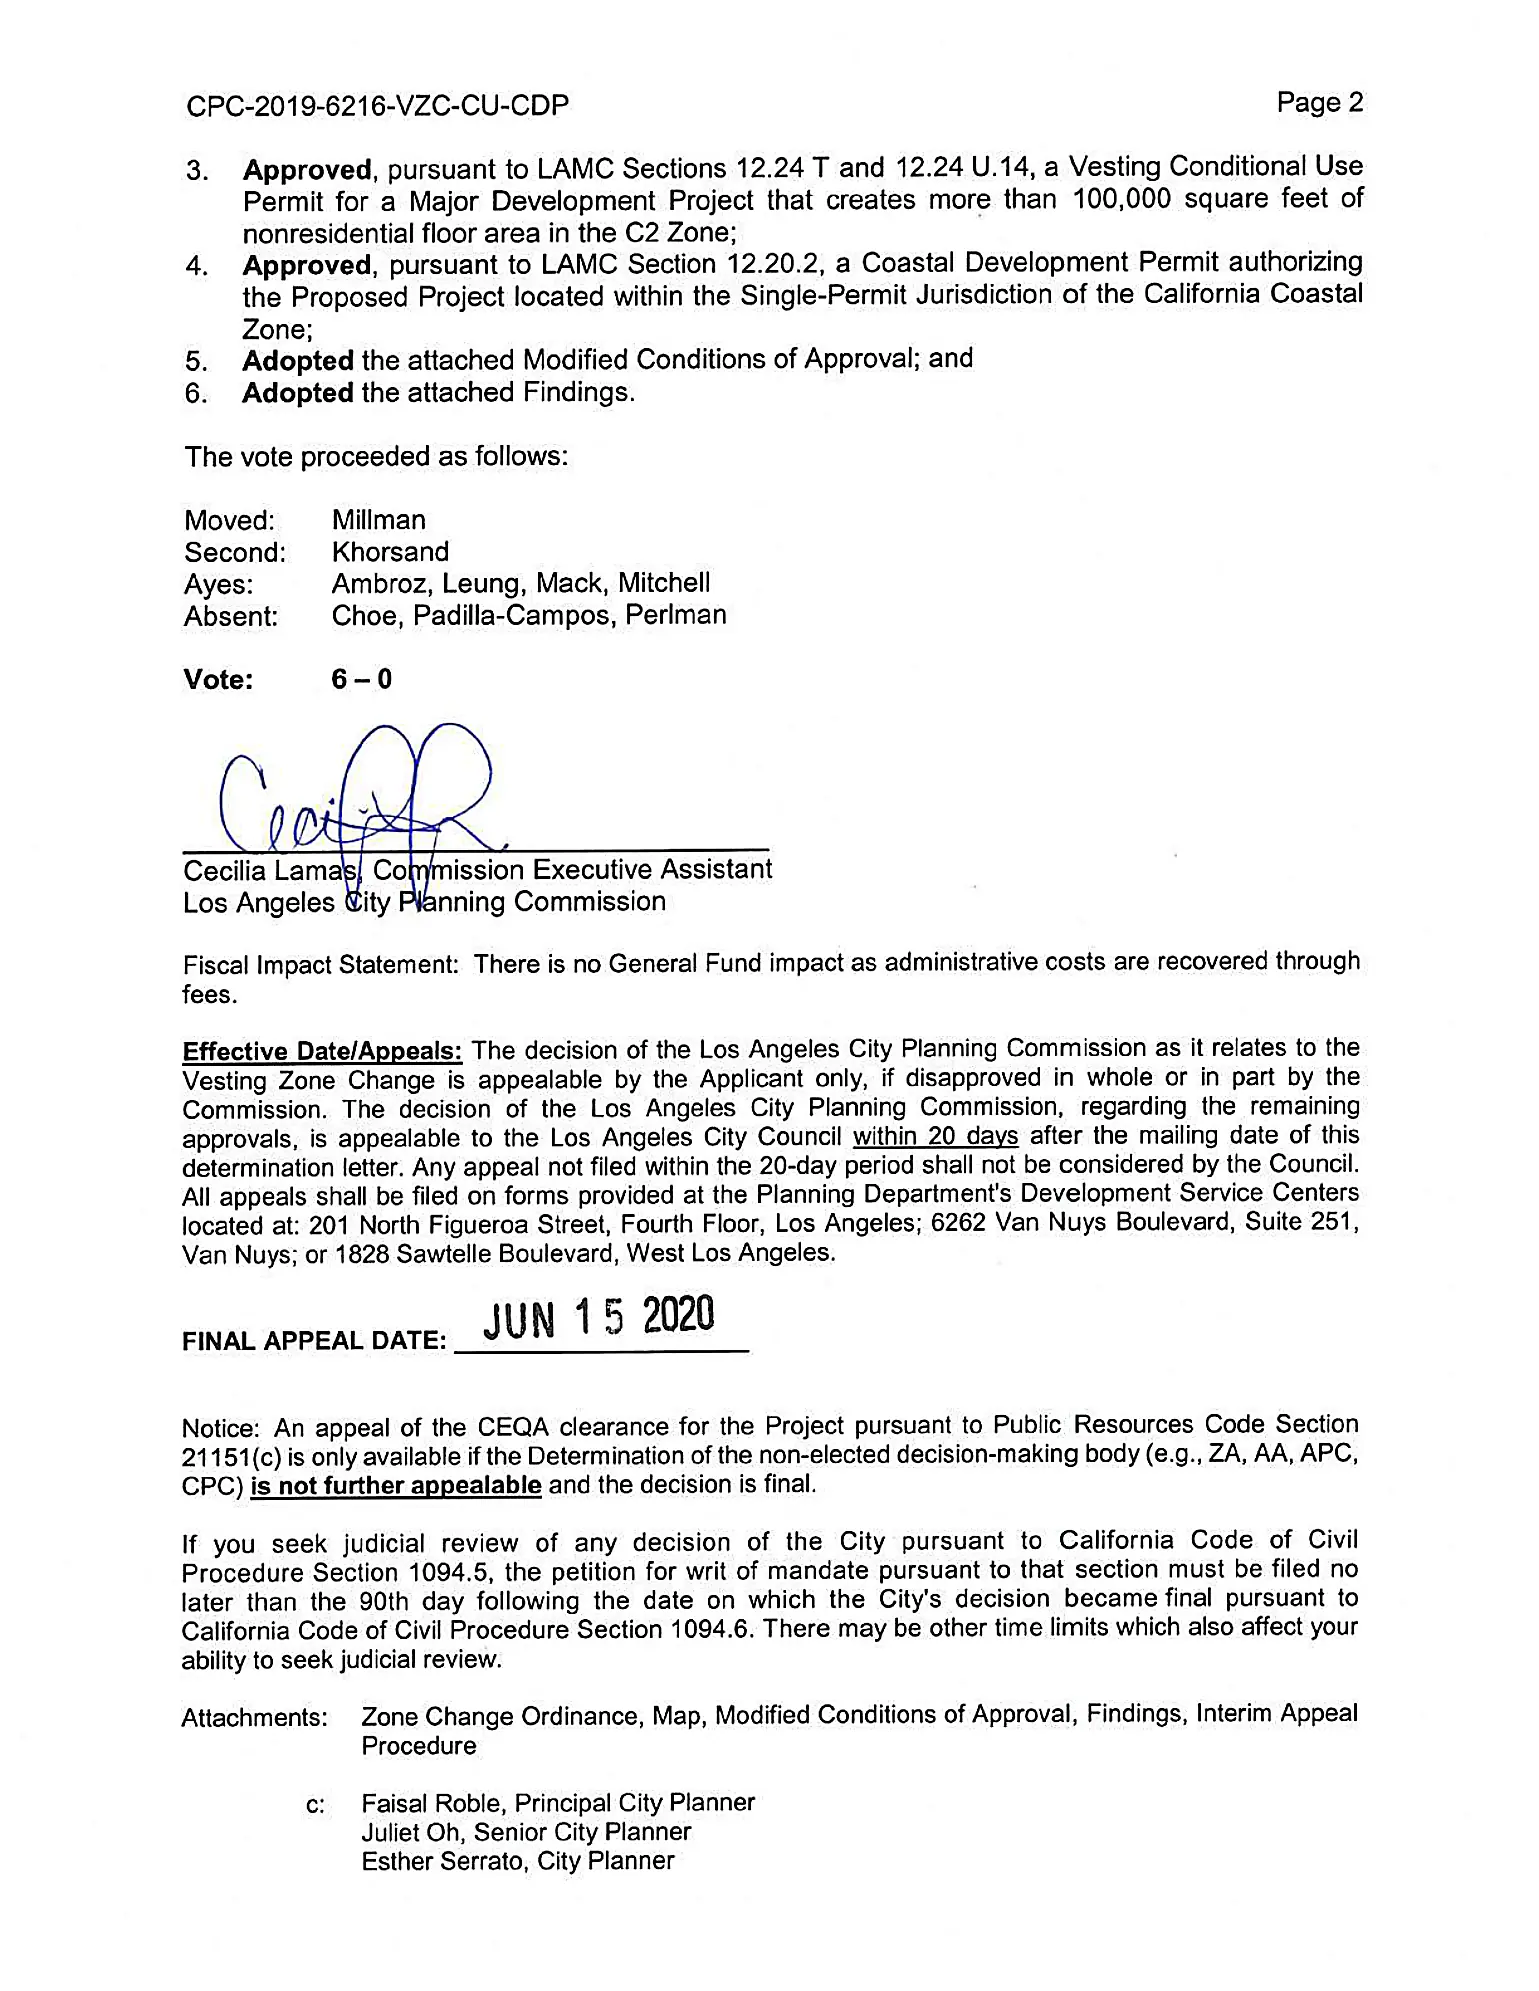 CPC-2019-6216-VZC-CU-CDP Page 2
3. Approved, pursuant to LAMC Sections 12.24 T and 12.24 U.14, a Vesting Conditional Use
Permit for a Major Development Project that creates more than 100,000 square feet of
nonresidential floor area in the C2 Zone;
4. Approved, pursuant to LAMC Section 12.20.2, a Coastal Development Permit authorizing
the Proposed Project located within the Single-Permit Jurisdiction of the California Coastal
Zone;
5. Adopted the attached Modified Conditions of Approval; and
6. Adopted the attached Findings.
The vote proceeded as follows:
Moved: Millman
Second: Khorsand
Ayes: Ambroz, Leung, Mack, Mitchell
Absent: Choe, Padilla-Campos, Perlman
Vote: 6 – 0
Cecilia Lamas, Commission Executive Assistant
Los Angeles City Planning Commission
Fiscal Impact Statement: There is no General Fund impact as administrative costs are recovered through
fees.
Effective Date/Appeals: The decision of the Los Angeles City Planning Commission as it relates to the
Vesting Zone Change is appealable by the Applicant only, if disapproved in whole or in part by the
Commission. The decision of the Los Angeles City Planning Commission, regarding the remaining
approvals, is appealable to the Los Angeles City Council within 20 days after the mailing date of this
determination letter. Any appeal not filed within the 20-day period shall not be considered by the Council.
All appeals shall be filed on forms provided at the Planning Department's Development Service Centers
located at: 201 North Figueroa Street, Fourth Floor, Los Angeles; 6262 Van Nuys Boulevard, Suite 251,
Van Nuys; or 1828 Sawtelle Boulevard, West Los Angeles.
FINAL APPEAL DATE: JUN 15 2020
Notice: An appeal of the CEQA clearance for the Project pursuant to Public Resources Code Section
21151(c) is only available if the Determination of the non-elected decision-making body (e.g., ZA, AA, APC,
CPC) is not further appealable and the decision is final.
If you seek judicial review of any decision of the City pursuant to California Code of Civil
Procedure Section 1094.5, the petition for writ of mandate pursuant to that section must be filed no
later than the 90th day following the date on which the City's decision became final pursuant to
California Code of Civil Procedure Section 1094.6. There may be other time limits which also affect your
ability to seek judicial review.
Attachments: Zone Change Ordinance, Map, Modified Conditions of Approval, Findings, Interim Appeal
Procedure
c: Faisal Roble, Principal City Planner
Juliet Oh, Senior City Planner
Esther Serrato, City Planner